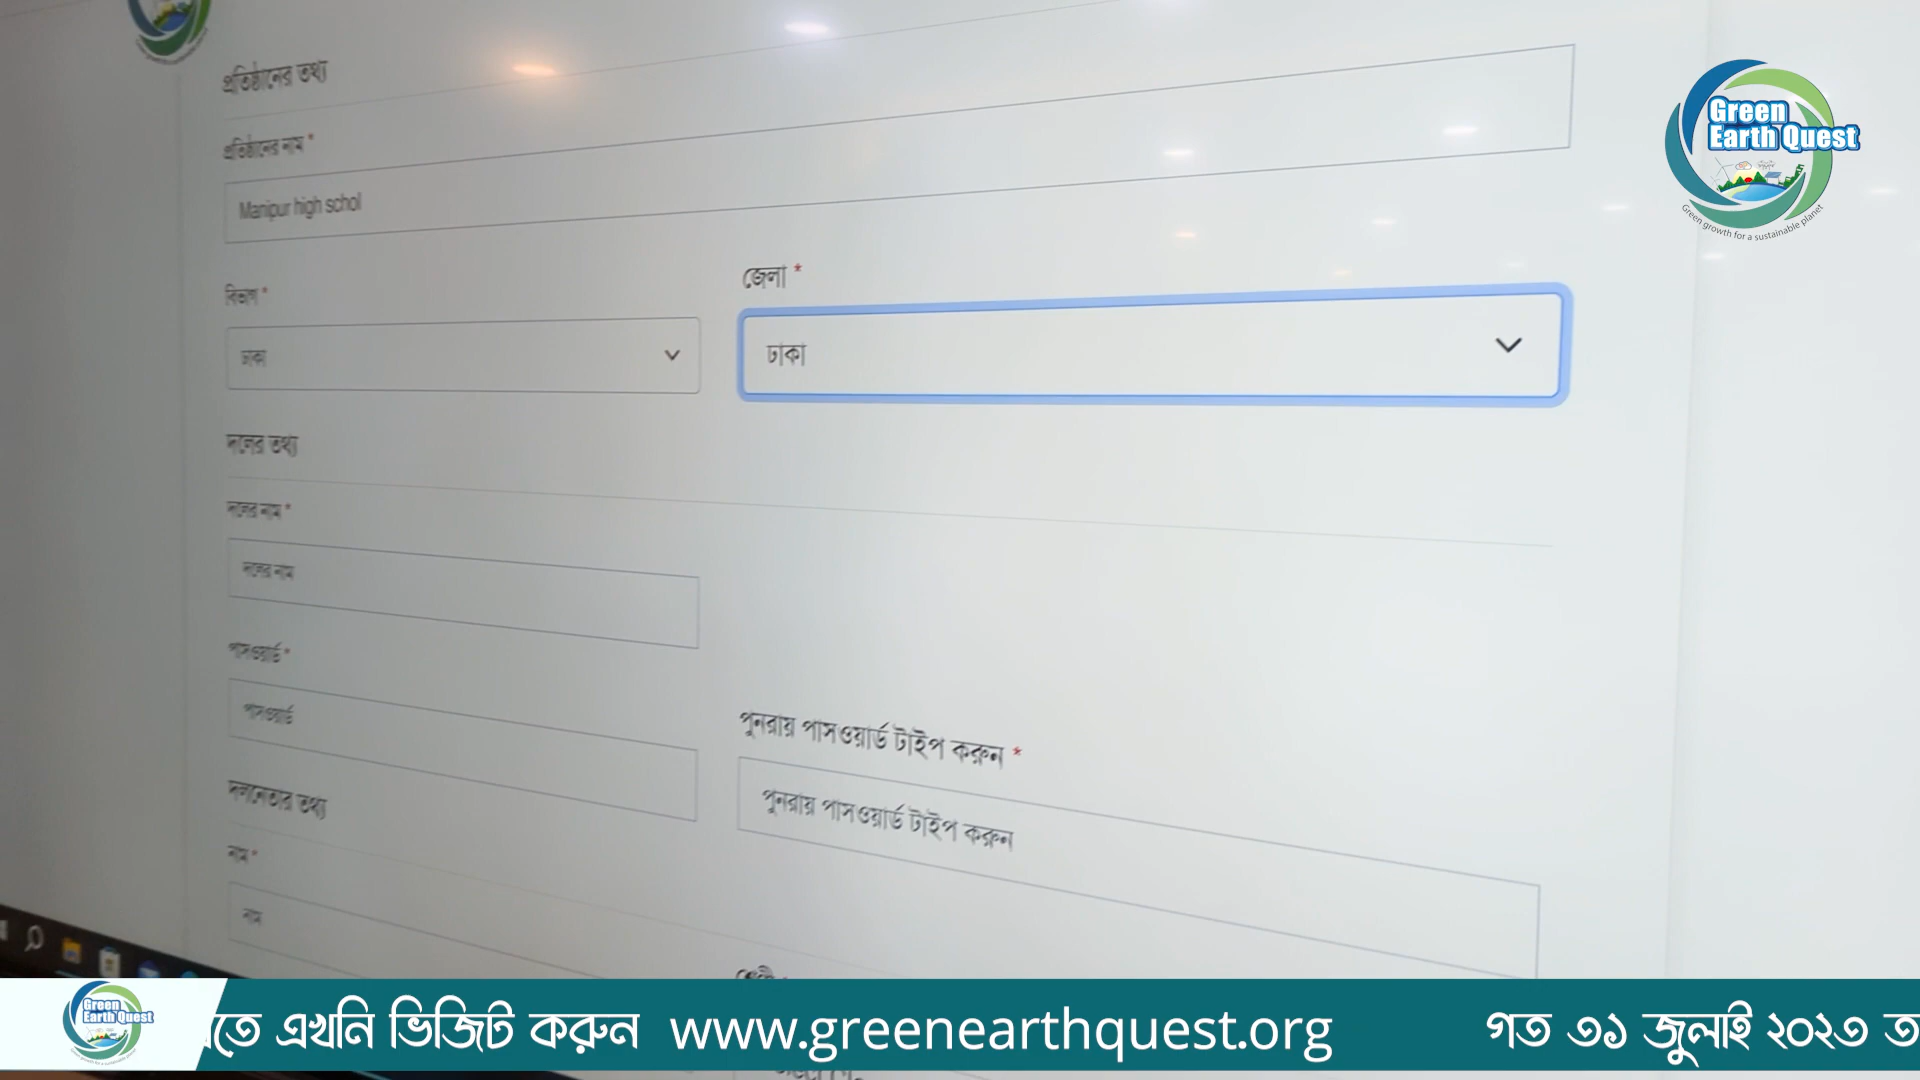 প্রতিষ্ঠানের তথ্য
প্রতিষ্ঠানের নাম *
Manipur high schol
বিভাগ *
ঢাকা
জেলা *
ঢাকা
দলের তথ্য
দলের নাম *
দলের নাম
পাসওয়ার্ড *
পাসওয়ার্ড
পুনরায় পাসওয়ার্ড টাইপ করুন *
পুনরায় পাসওয়ার্ড টাইপ করুন
দলনেতার তথ্য
নাম *
নাম
Green
Earth Quest
Green growth for a sustainable planet
Green
Earth Quest
এখনি ভিজিট করুন www.greenearthquest.org গত ৩১ জুলাই ২০২৩